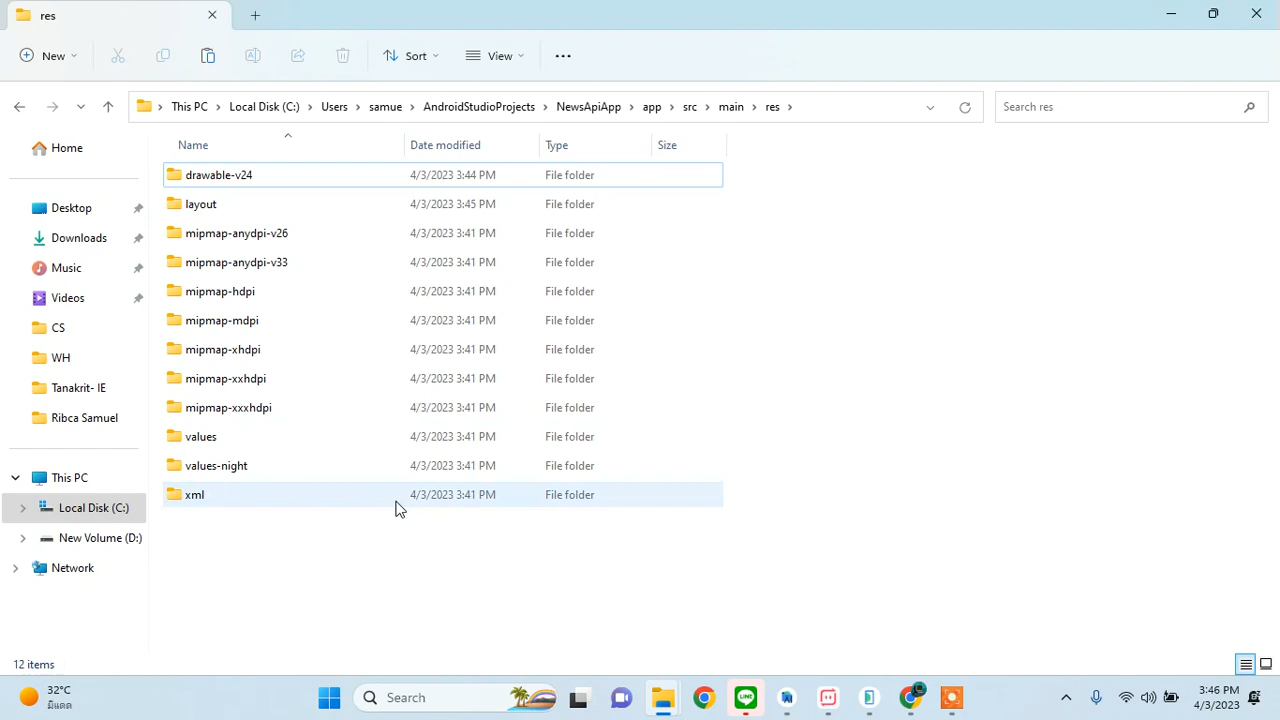 res
New
Sort
View
This PC
Local Disk (C:)
Users
samue
AndroidStudioProjects
NewsApiApp
app
src
main
res
Search res
Name
Date modified
Type
Size
Home
Desktop
Downloads
Music
Videos
CS
WH
Tanakrit- IE
Ribca Samuel
This PC
Local Disk (C:)
New Volume (D:)
Network
drawable-v24 4/3/2023 3:44 PM File folder
layout 4/3/2023 3:45 PM File folder
mipmap-anydpi-v26 4/3/2023 3:41 PM File folder
mipmap-anydpi-v33 4/3/2023 3:41 PM File folder
mipmap-hdpi 4/3/2023 3:41 PM File folder
mipmap-mdpi 4/3/2023 3:41 PM File folder
mipmap-xhdpi 4/3/2023 3:41 PM File folder
mipmap-xxhdpi 4/3/2023 3:41 PM File folder
mipmap-xxxhdpi 4/3/2023 3:41 PM File folder
values 4/3/2023 3:41 PM File folder
values-night 4/3/2023 3:41 PM File folder
xml 4/3/2023 3:41 PM File folder
12 items
32°C
มีแดด
Search
LINE
3:46 PM
4/3/2023